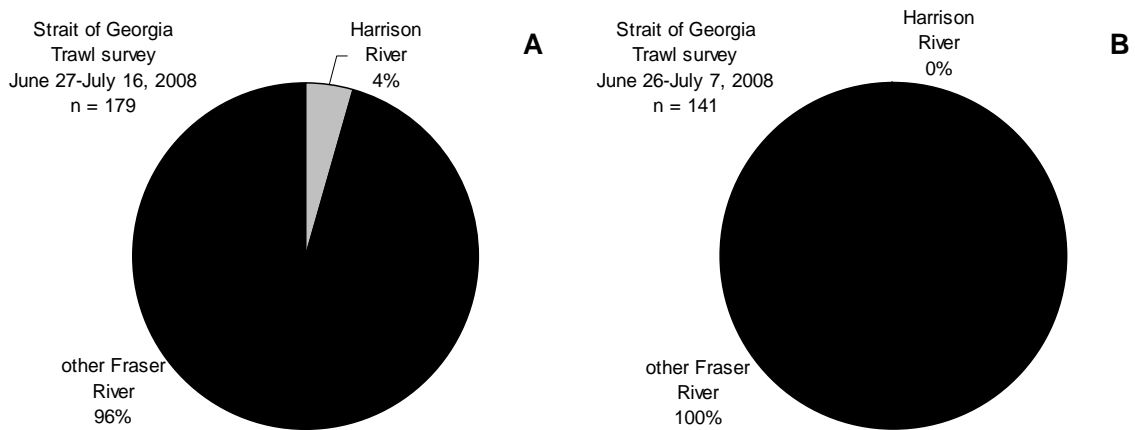 Strait of Georgia
Trawl survey
June 27-July 16, 2008
n = 179
Harrison
River
4%
A
other Fraser
River
96%
Strait of Georgia
Trawl survey
June 26-July 7, 2008
n = 141
Harrison
River
0%
B
other Fraser
River
100%